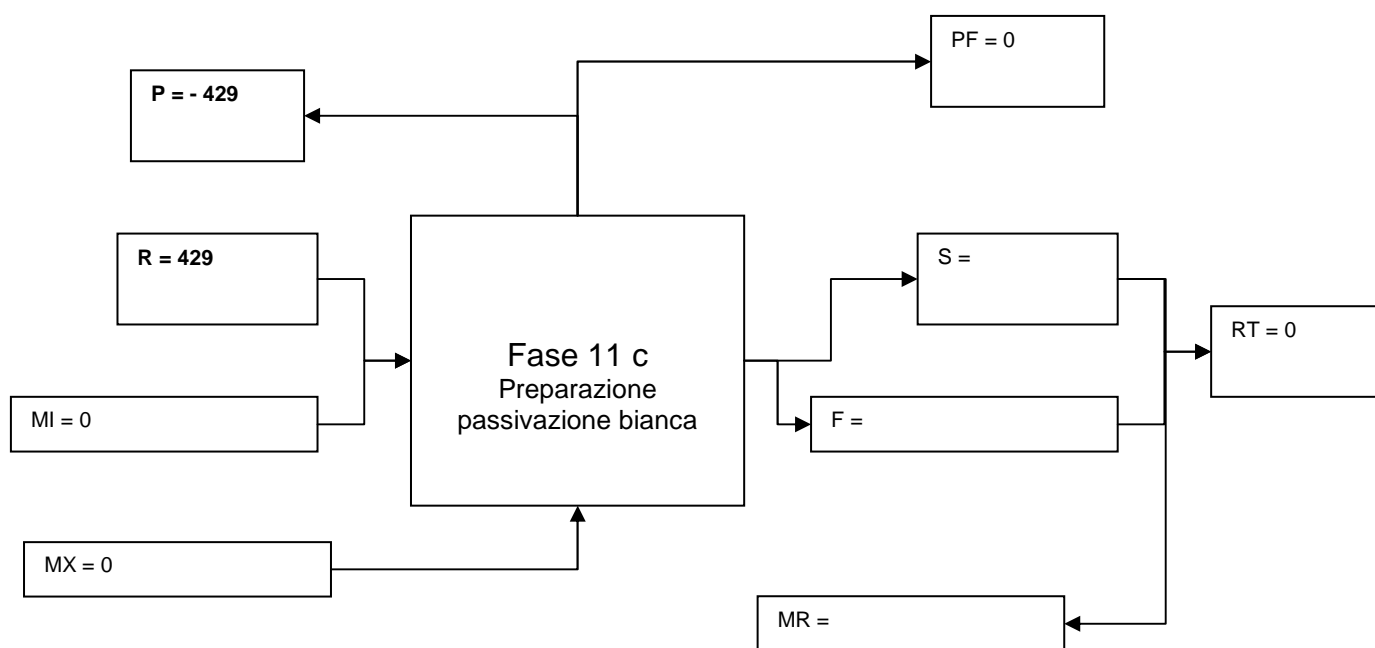 PF = 0
P = - 429
R = 429
S =
RT = 0
Fase 11 c
Preparazione
passivazione bianca
MI = 0
F =
MX = 0
MR =